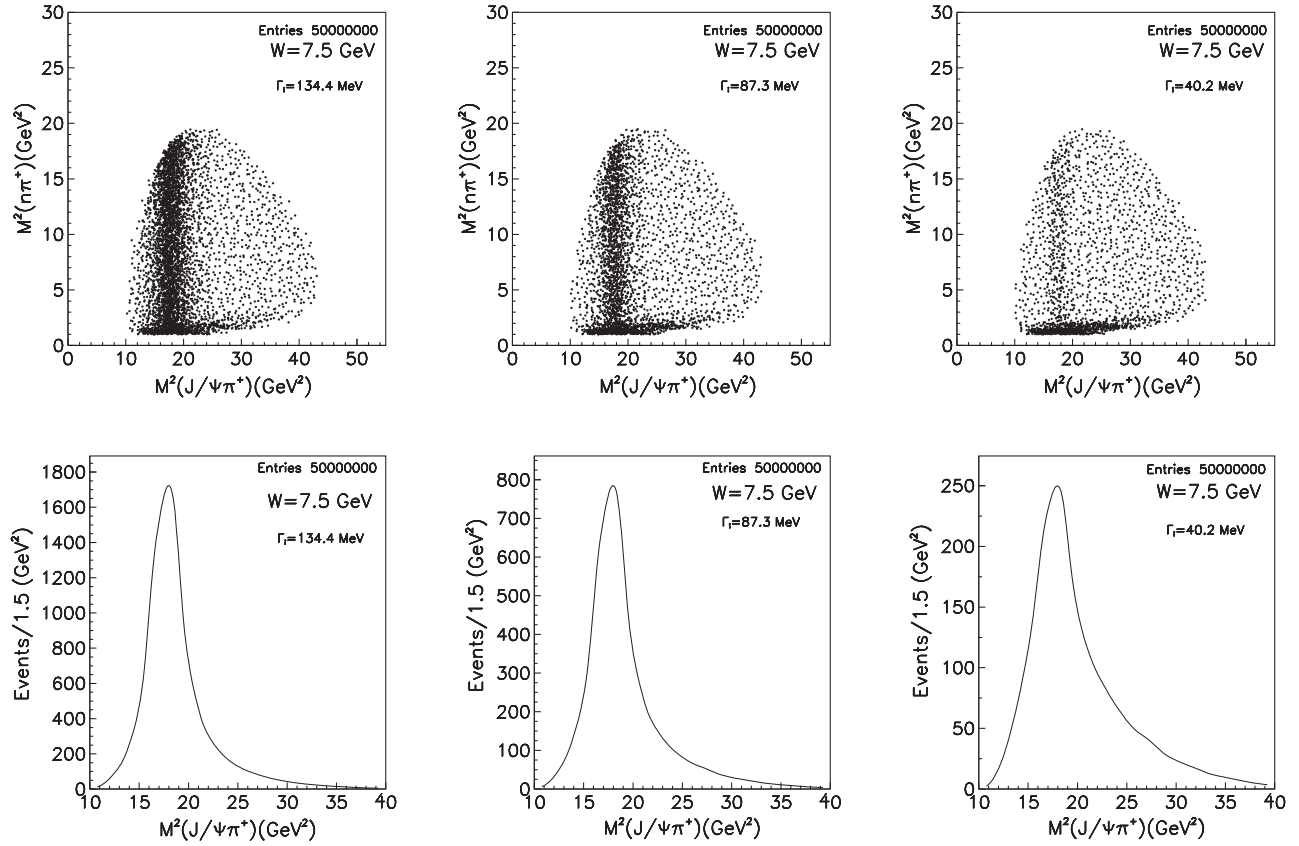 30
25
20
15
10
5
0
M²(nπ⁺)(GeV²)
Entries 50000000
W=7.5 GeV
Γᵢ=134.4 MeV
0 10 20 30 40 50
M²(J/Ψπ⁺)(GeV²)
30
25
20
15
10
5
0
M²(nπ⁺)(GeV²)
Entries 50000000
W=7.5 GeV
Γᵢ=87.3 MeV
0 10 20 30 40 50
M²(J/Ψπ⁺)(GeV²)
30
25
20
15
10
5
0
M²(nπ⁺)(GeV²)
Entries 50000000
W=7.5 GeV
Γᵢ=40.2 MeV
0 10 20 30 40 50
M²(J/Ψπ⁺)(GeV²)
1800
1600
1400
1200
1000
800
600
400
200
0
Events/1.5 (GeV²)
Entries 50000000
W=7.5 GeV
Γᵢ=134.4 MeV
10 15 20 25 30 35 40
M²(J/Ψπ⁺)(GeV²)
800
700
600
500
400
300
200
100
0
Events/1.5 (GeV²)
Entries 50000000
W=7.5 GeV
Γᵢ=87.3 MeV
10 15 20 25 30 35 40
M²(J/Ψπ⁺)(GeV²)
250
200
150
100
50
0
Events/1.5 (GeV²)
Entries 50000000
W=7.5 GeV
Γᵢ=40.2 MeV
10 15 20 25 30 35 40
M²(J/Ψπ⁺)(GeV²)